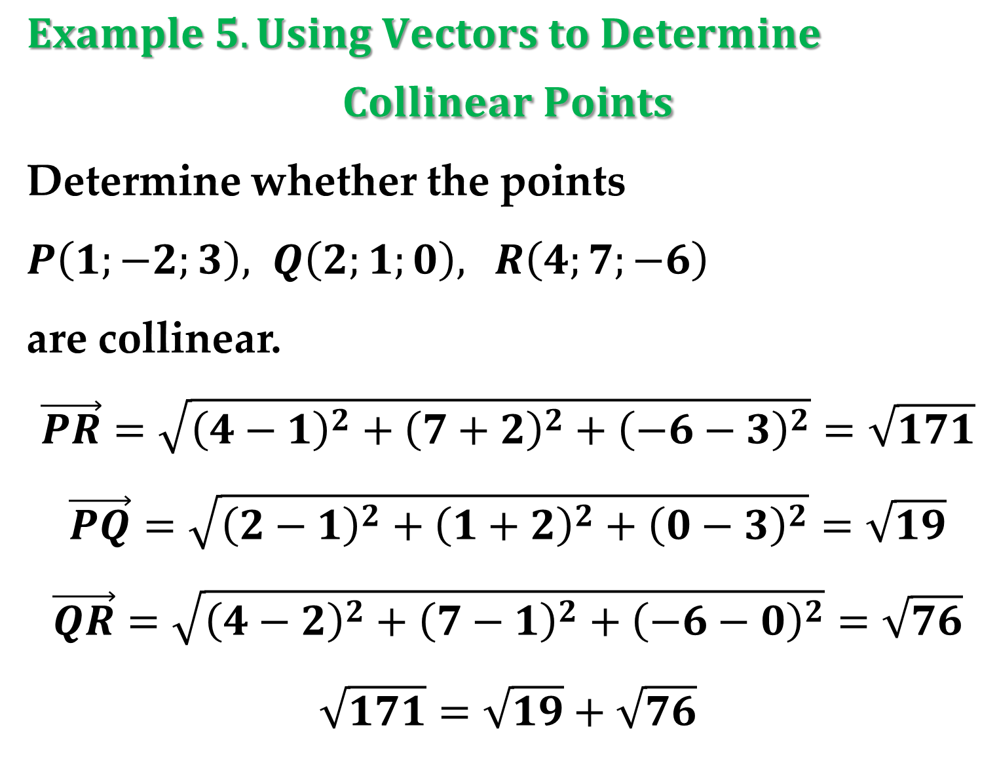 Example 5. Using Vectors to Determine
Collinear Points
Determine whether the points
P(1; −2; 3), Q(2; 1; 0), R(4; 7; −6)
are collinear.
$\overrightarrow{PR} = \sqrt{(4 - 1)^2 + (7 + 2)^2 + (-6 - 3)^2} = \sqrt{171}$
$\overrightarrow{PQ} = \sqrt{(2 - 1)^2 + (1 + 2)^2 + (0 - 3)^2} = \sqrt{19}$
$\overrightarrow{QR} = \sqrt{(4 - 2)^2 + (7 - 1)^2 + (-6 - 0)^2} = \sqrt{76}$
$\sqrt{171} = \sqrt{19} + \sqrt{76}$